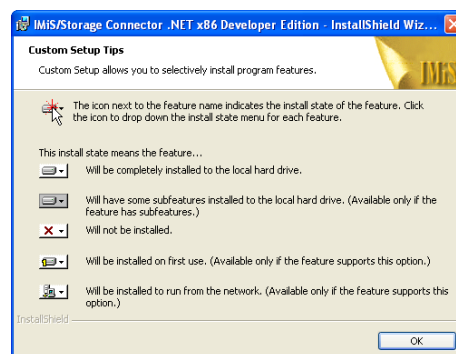 IMiS/Storage Connector .NET x86 Developer Edition - InstallShield Wiz...
Custom Setup Tips
Custom Setup allows you to selectively install program features.
IMiS
The icon next to the feature name indicates the install state of the feature. Click
the icon to drop down the install state menu for each feature.
This install state means the feature...
Will be completely installed to the local hard drive.
Will have some subfeatures installed to the local hard drive. (Available only if the
feature has subfeatures.)
Will not be installed.
Will be installed on first use. (Available only if the feature supports this option.)
Will be installed to run from the network. (Available only if the feature supports this
option.)
InstallShield
OK